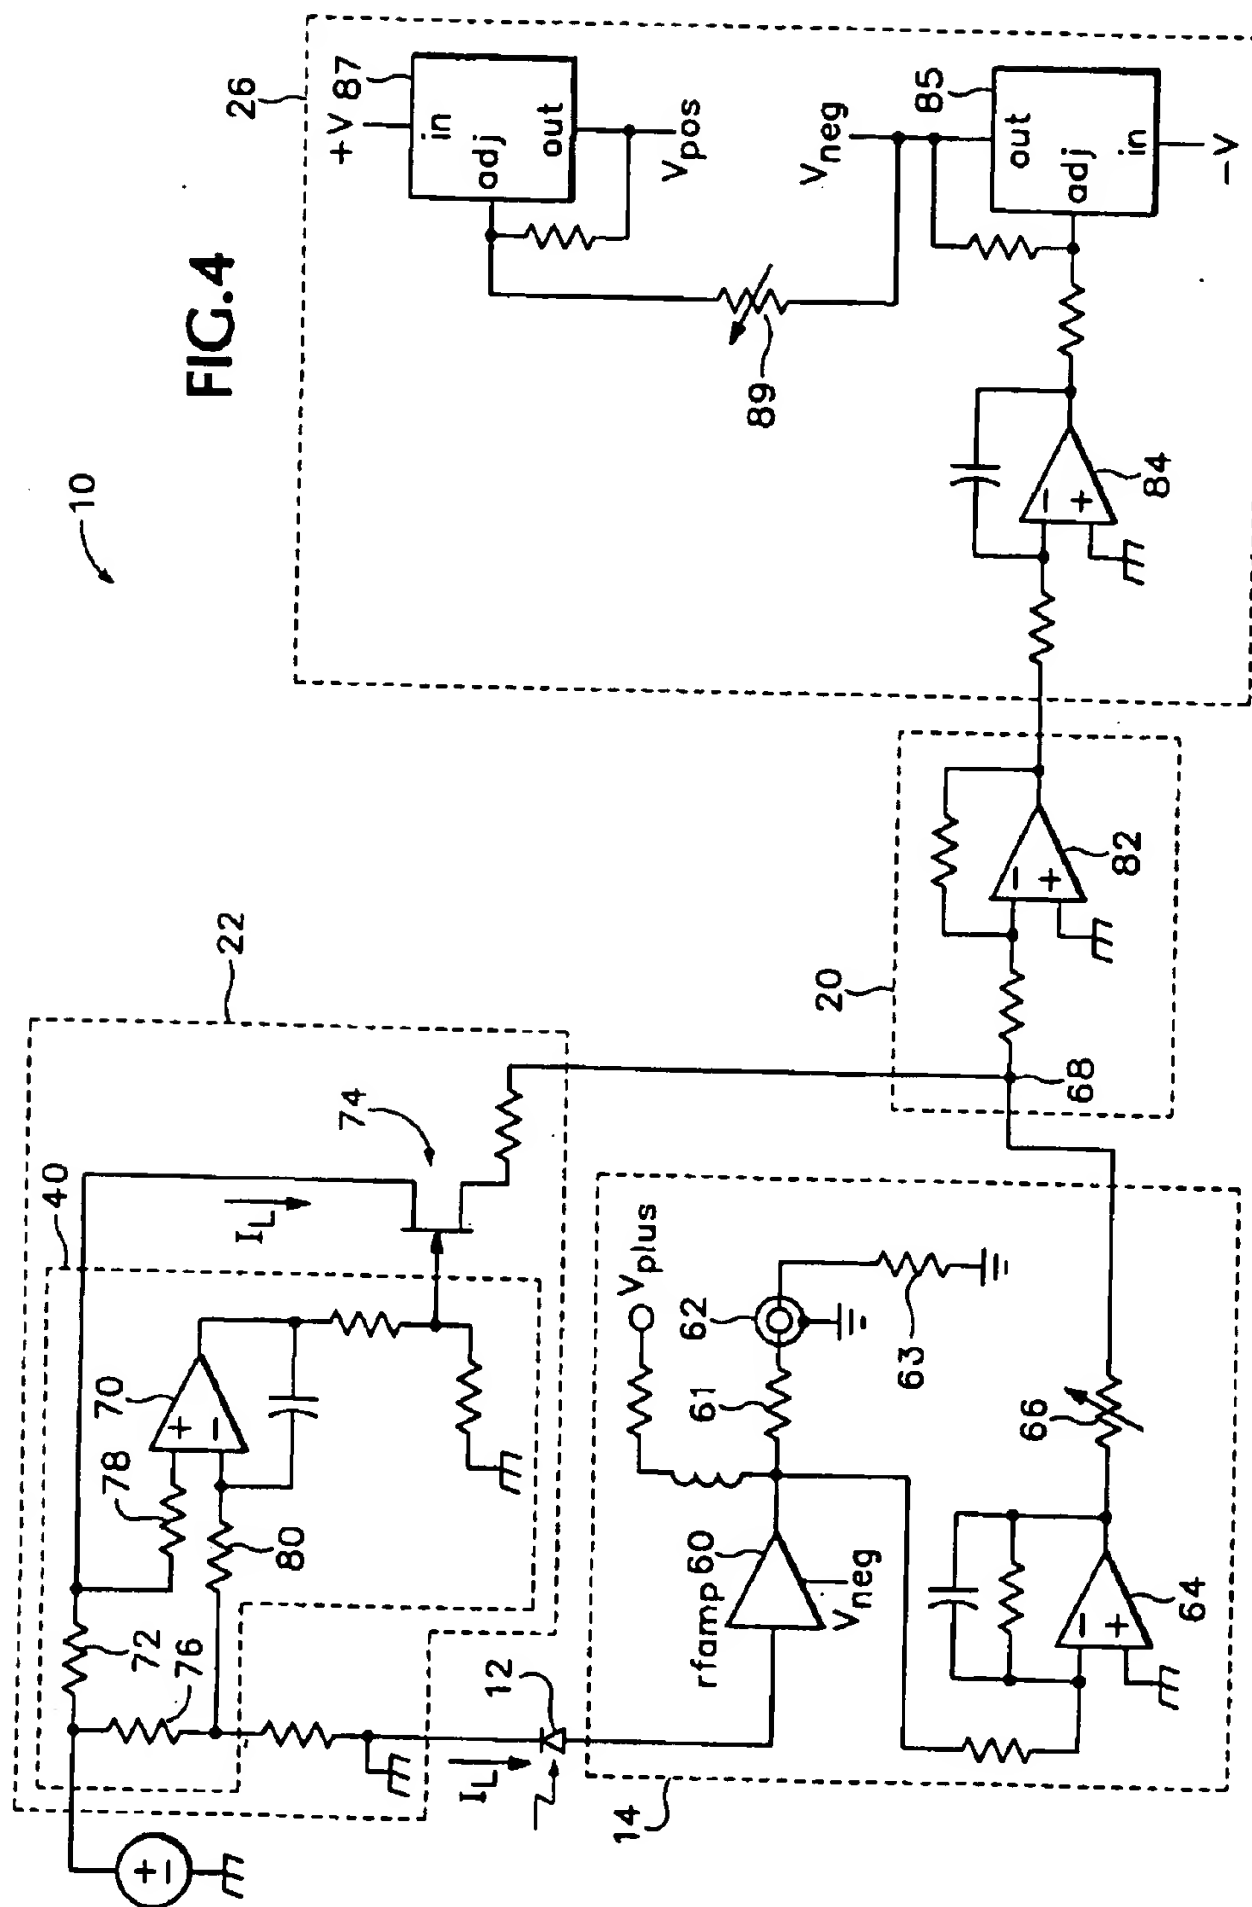 FIG.4
10
26
87
+V
in
adj
out
Vpos
Vneg
85
out
adj
in
-V
89
84
-
+
22
40
74
IL
70
+
-
78
80
72
76
20
82
-
+
68
12
IL
14
Vplus
62
61
63
rfamp
60
Vneg
66
64
-
+
+
-